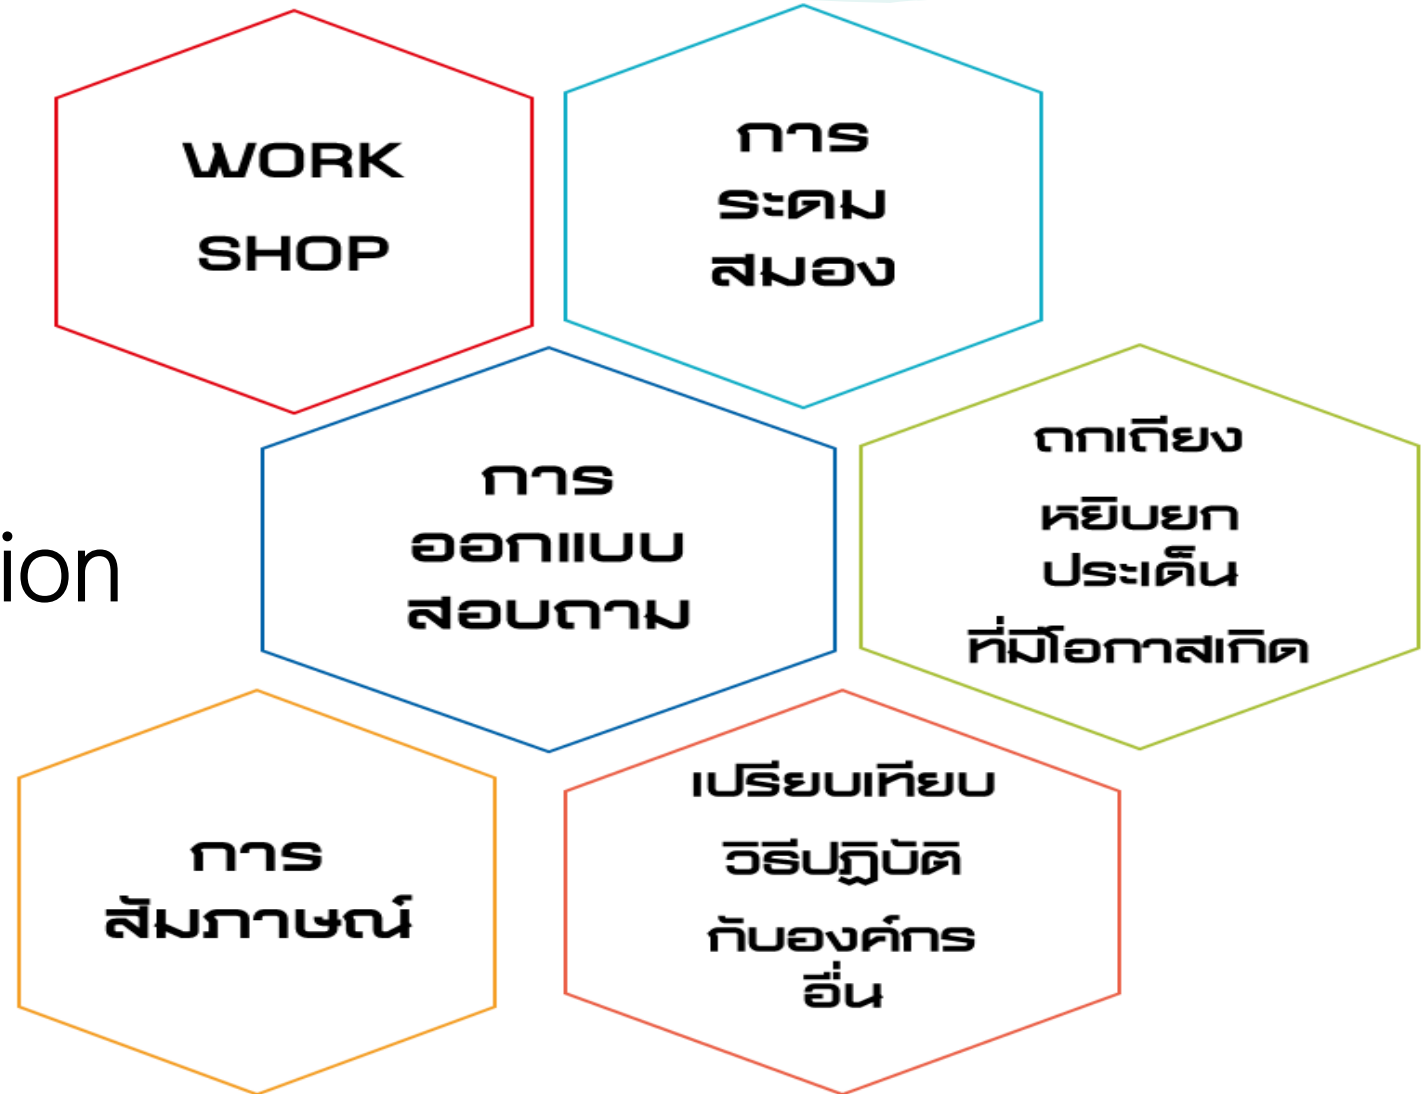 WORK
SHOP
การ
ระดม
สมอง
ion
การ
ออกแบบ
สอบถาม
ถกเถียง
หยิบยก
ประเด็น
ที่มีโอกาสเกิด
การ
สัมภาษณ์
เปรียบเทียบ
วิธีปฏิบัติ
กับองค์กร
อื่น